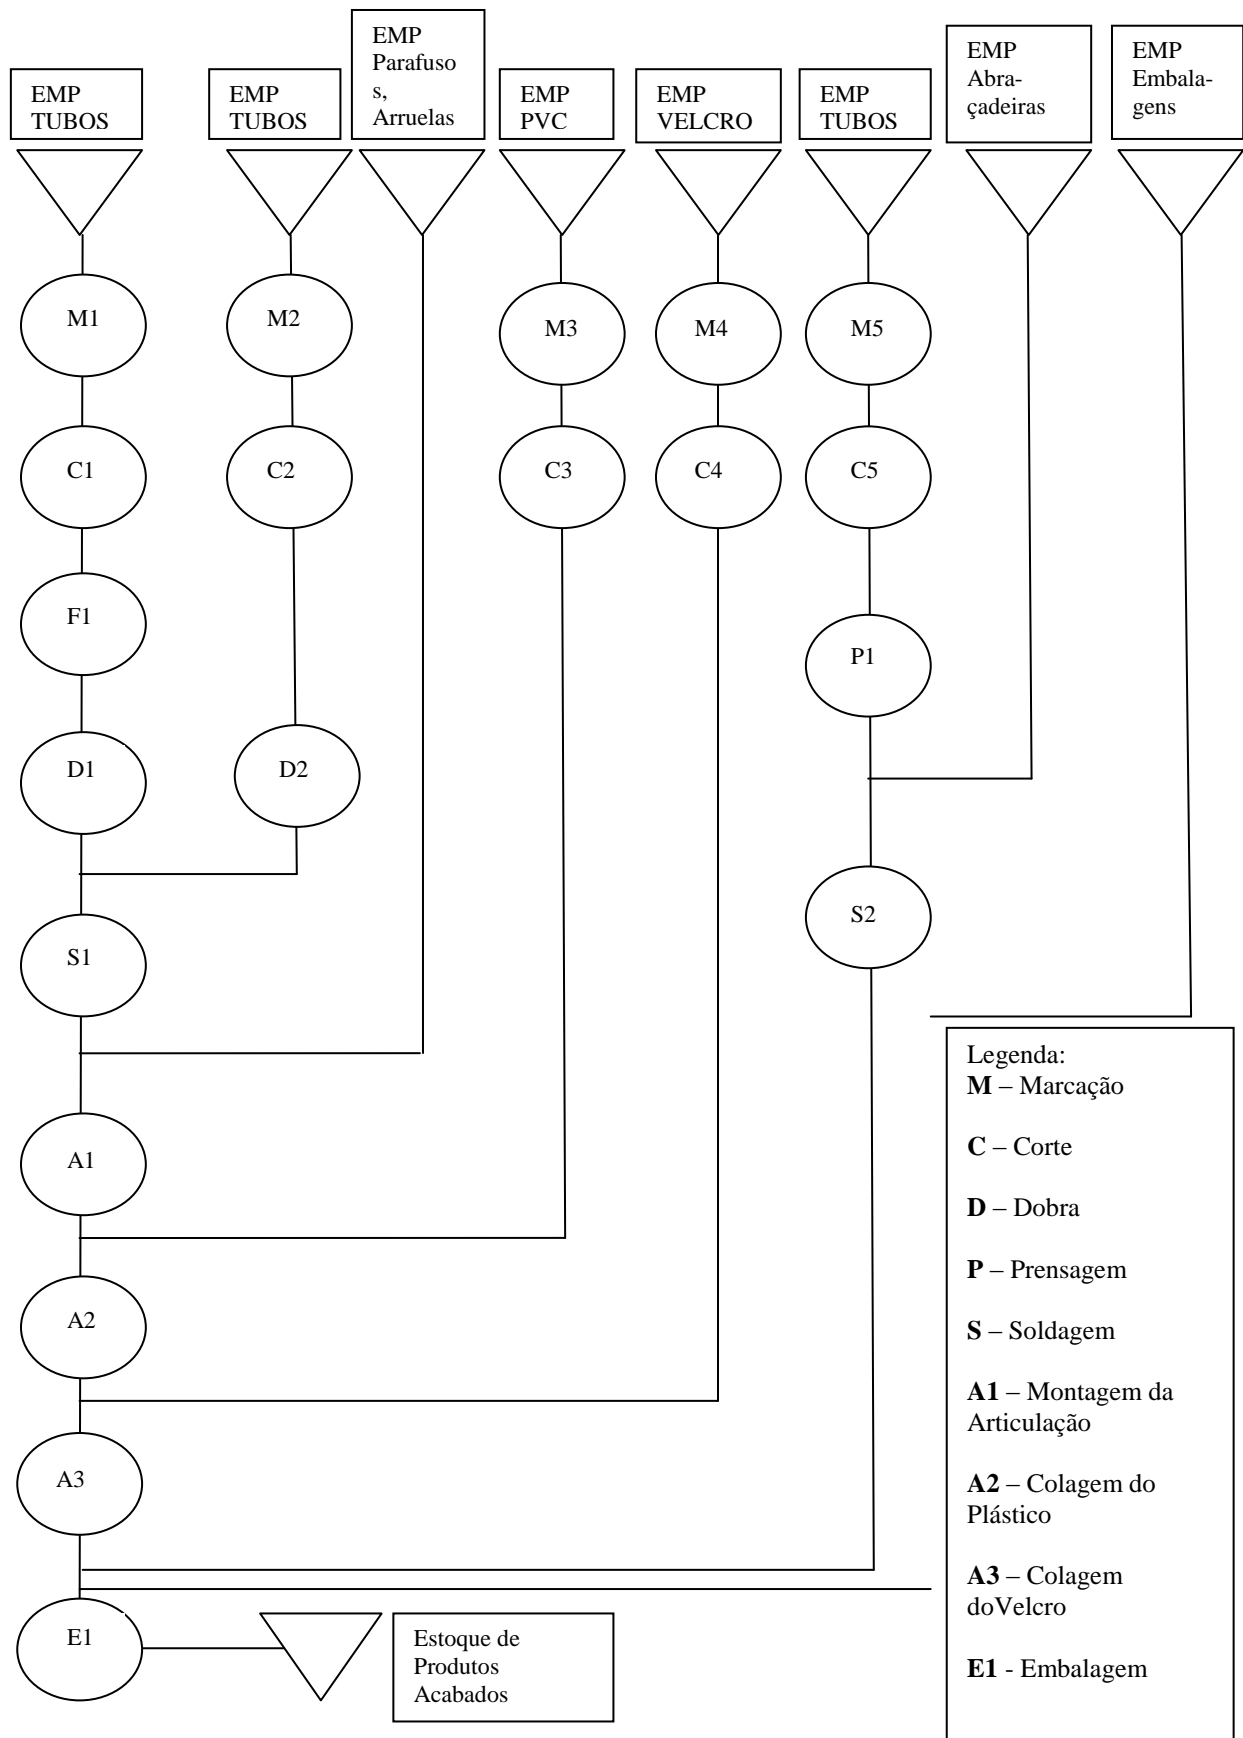 EMP
Parafuso
s,
Arruelas
EMP
Abra-
çadeiras
EMP
Embala-
gens
EMP
TUBOS
EMP
TUBOS
EMP
PVC
EMP
VELCRO
EMP
TUBOS
M1
M2
M3
M4
M5
C1
C2
C3
C4
C5
F1
P1
D1
D2
S2
S1
A1
A2
A3
E1
Estoque de
Produtos
Acabados
Legenda:
M – Marcação
C – Corte
D – Dobra
P – Prensagem
S – Soldagem
A1 – Montagem da
Articulação
A2 – Colagem do
Plástico
A3 – Colagem
doVelcro
E1 - Embalagem